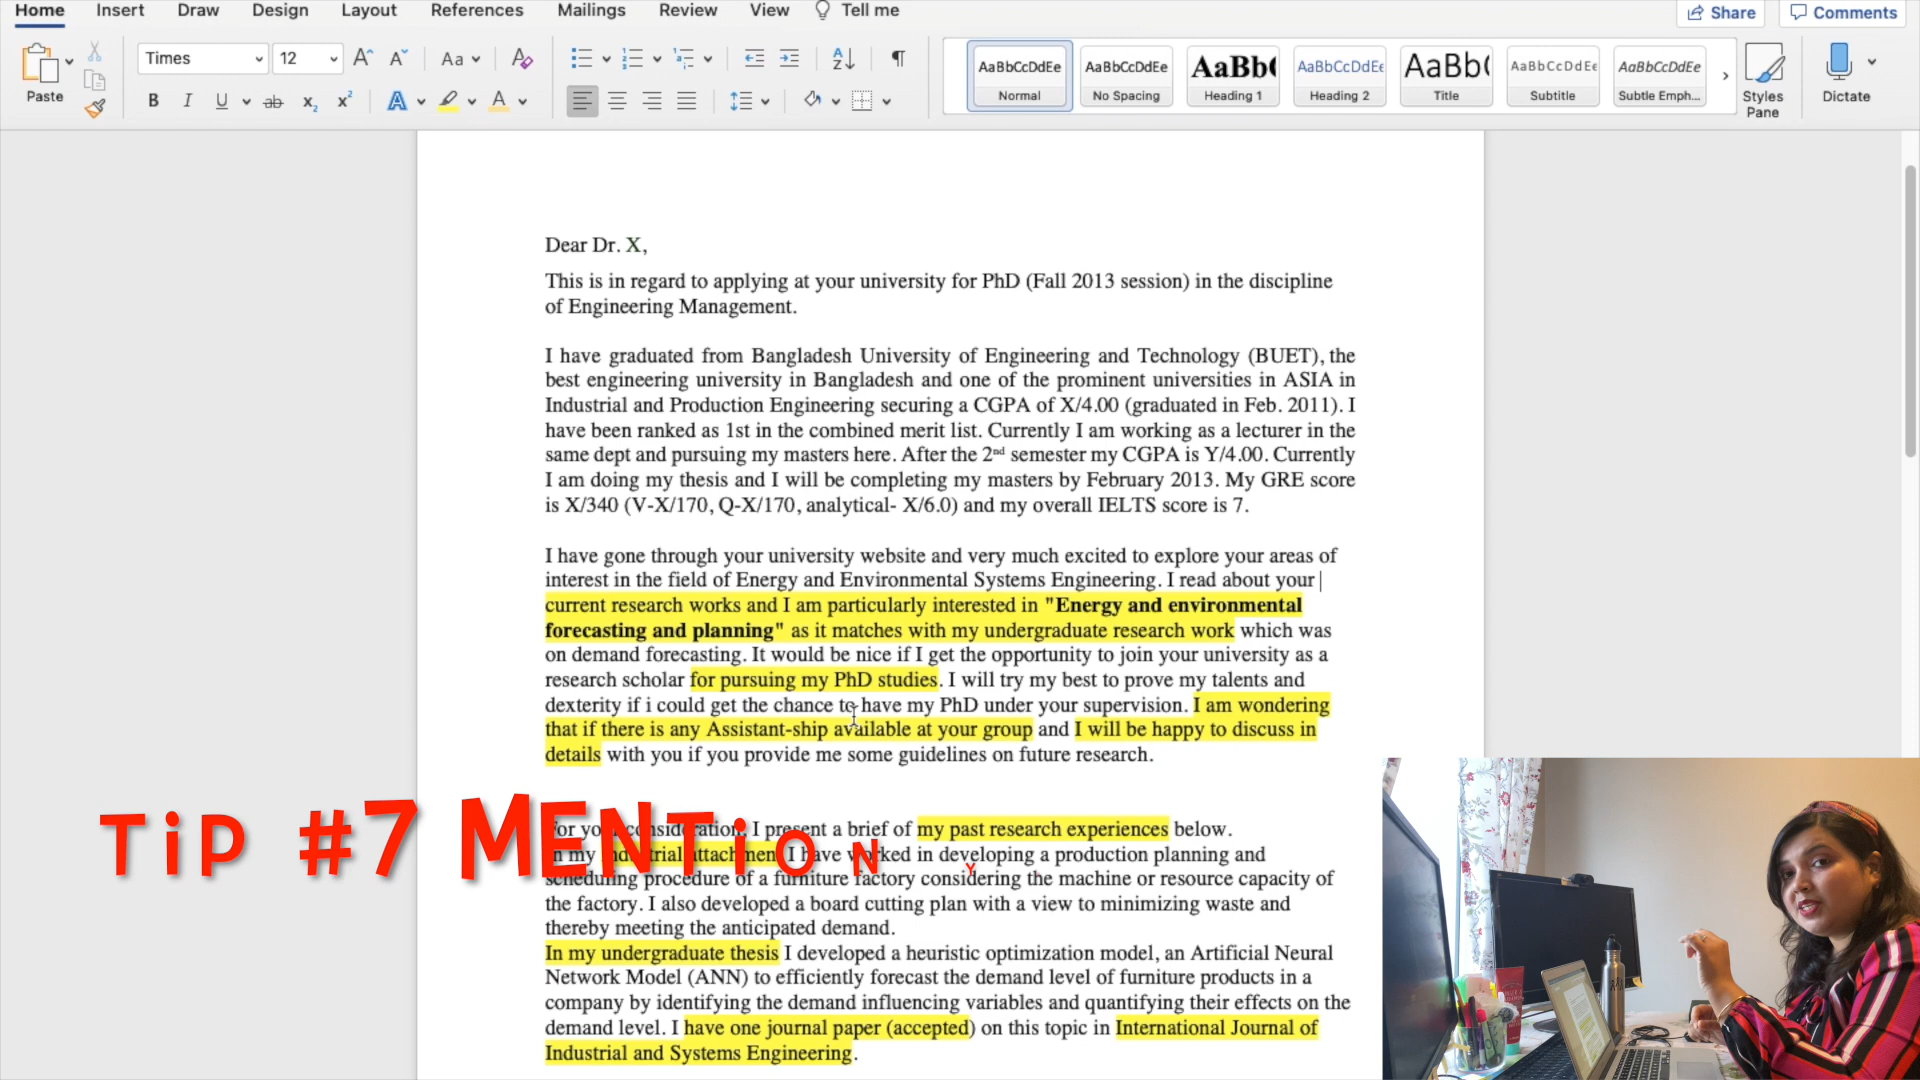 Home Insert Draw Design Layout References Mailings Review View Tell me Share Comments
Times 12 Aa
Paste
AaBbCcDdEe AaBbCcDdEe AaBb( AaBbCcDdEe AaBb( AaBbCcDdEe AaBbCcDdEe
Normal No Spacing Heading 1 Heading 2 Title Subtitle Subtle Emph...
Styles Pane
Dictate
Dear Dr. X,
This is in regard to applying at your university for PhD (Fall 2013 session) in the discipline
of Engineering Management.
I have graduated from Bangladesh University of Engineering and Technology (BUET), the
best engineering university in Bangladesh and one of the prominent universities in ASIA in
Industrial and Production Engineering securing a CGPA of X/4.00 (graduated in Feb. 2011). I
have been ranked as 1st in the combined merit list. Currently I am working as a lecturer in the
same dept and pursuing my masters here. After the 2nd semester my CGPA is Y/4.00. Currently
I am doing my thesis and I will be completing my masters by February 2013. My GRE score
is X/340 (V-X/170, Q-X/170, analytical- X/6.0) and my overall IELTS score is 7.
I have gone through your university website and very much excited to explore your areas of
interest in the field of Energy and Environmental Systems Engineering. I read about your
current research works and I am particularly interested in "Energy and environmental
forecasting and planning" as it matches with my undergraduate research work which was
on demand forecasting. It would be nice if I get the opportunity to join your university as a
research scholar for pursuing my PhD studies. I will try my best to prove my talents and
dexterity if i could get the chance to have my PhD under your supervision. I am wondering
that if there is any Assistant-ship available at your group and I will be happy to discuss in
details with you if you provide me some guidelines on future research.
TiP #7 MENTiON Y
For your consideration, I present a brief of my past research experiences below.
In my industrial attachment I have worked in developing a production planning and
scheduling procedure of a furniture factory considering the machine or resource capacity of
the factory. I also developed a board cutting plan with a view to minimizing waste and
thereby meeting the anticipated demand.
In my undergraduate thesis I developed a heuristic optimization model, an Artificial Neural
Network Model (ANN) to efficiently forecast the demand level of furniture products in a
company by identifying the demand influencing variables and quantifying their effects on the
demand level. I have one journal paper (accepted) on this topic in International Journal of
Industrial and Systems Engineering.